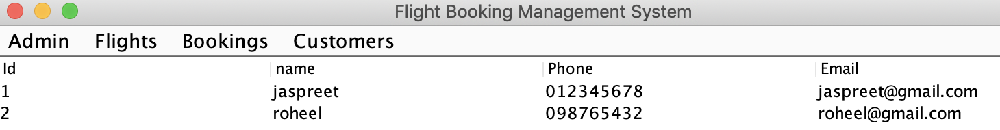 Flight Booking Management System
Admin Flights Bookings Customers
Id name Phone Email
1 jaspreet 012345678 jaspreet@gmail.com
2 roheel 098765432 roheel@gmail.com